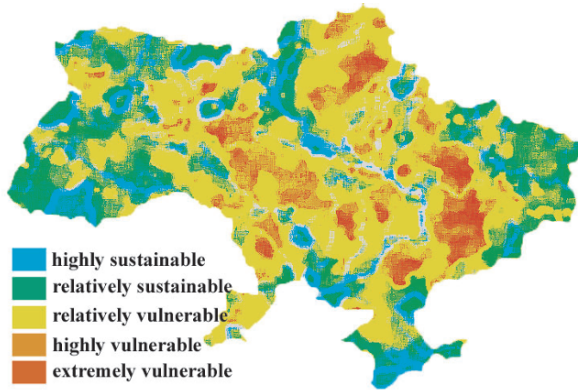 highly sustainable
relatively sustainable
relatively vulnerable
highly vulnerable
extremely vulnerable